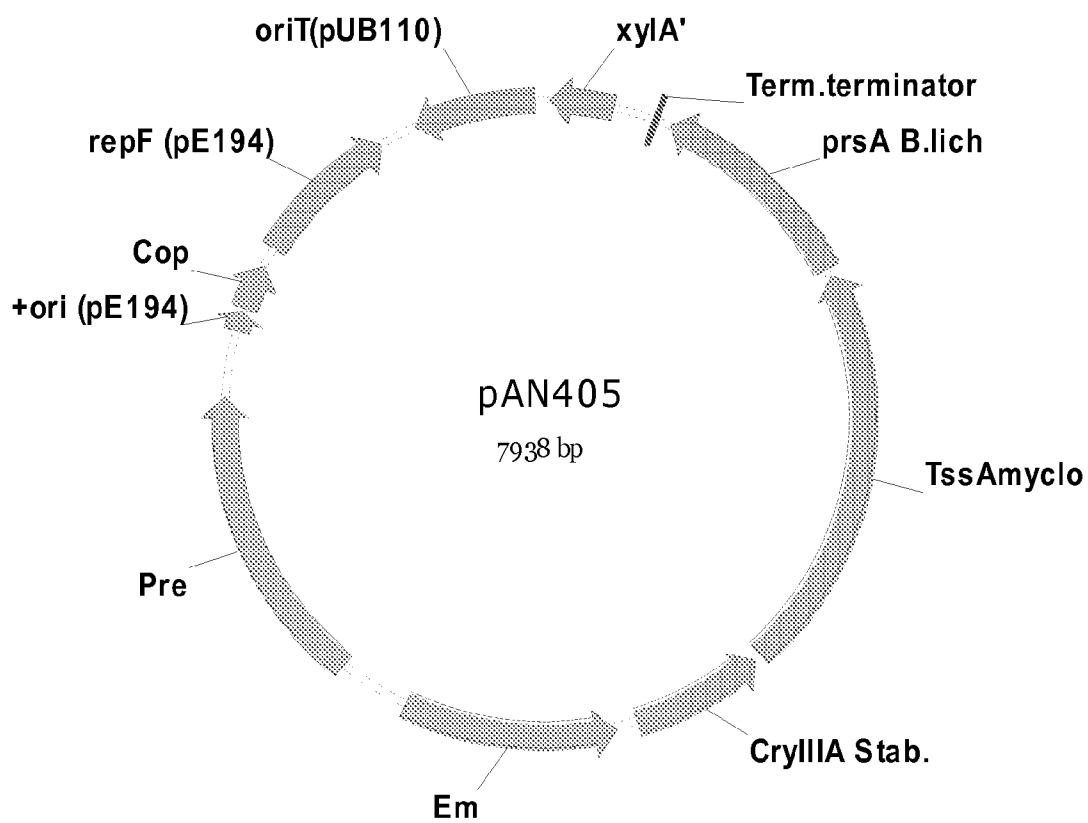 oriT(pUB110)
xylA'
Term.terminator
repF (pE194)
prsA B.lich
Cop
+ori (pE194)
pAN405
7938 bp
TssAmyclo
Pre
CryIIIA Stab.
Em